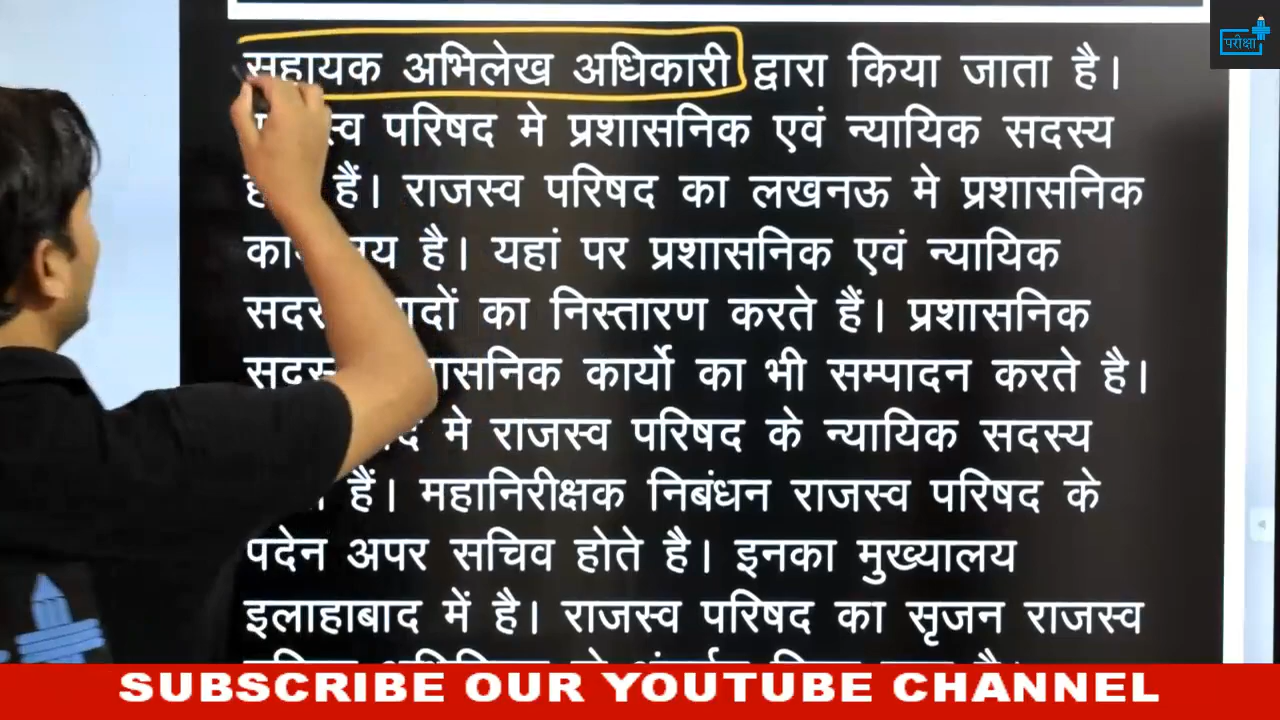 परीक्षा
सहायक अभिलेख अधिकारी द्वारा किया जाता है।
परिषद मे प्रशासनिक एवं न्यायिक सदस्य
हैं। राजस्व परिषद का लखनऊ मे प्रशासनिक
है। यहां पर प्रशासनिक एवं न्यायिक
का निस्तारण करते हैं। प्रशासनिक
कार्यो का भी सम्पादन करते है।
मे राजस्व परिषद के न्यायिक सदस्य
हैं। महानिरीक्षक निबंधन राजस्व परिषद के
पदेन अपर सचिव होते है। इनका मुख्यालय
इलाहाबाद में है। राजस्व परिषद का सृजन राजस्व
SUBSCRIBE OUR YOUTUBE CHANNEL